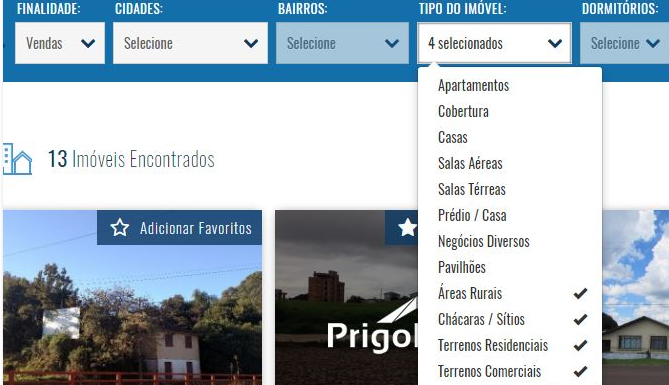 FINALIDADE:
CIDADES:
BAIRROS:
TIPO DO IMÓVEL:
DORMITÓRIOS:
Vendas
Selecione
Selecione
4 selecionados
Selecione
Apartamentos
Cobertura
Casas
Salas Aéreas
Salas Térreas
Prédio / Casa
Negócios Diversos
Pavilhões
Áreas Rurais
Chácaras / Sítios
Terrenos Residenciais
Terrenos Comerciais
13 Imóveis Encontrados
Adicionar Favoritos
Prigol